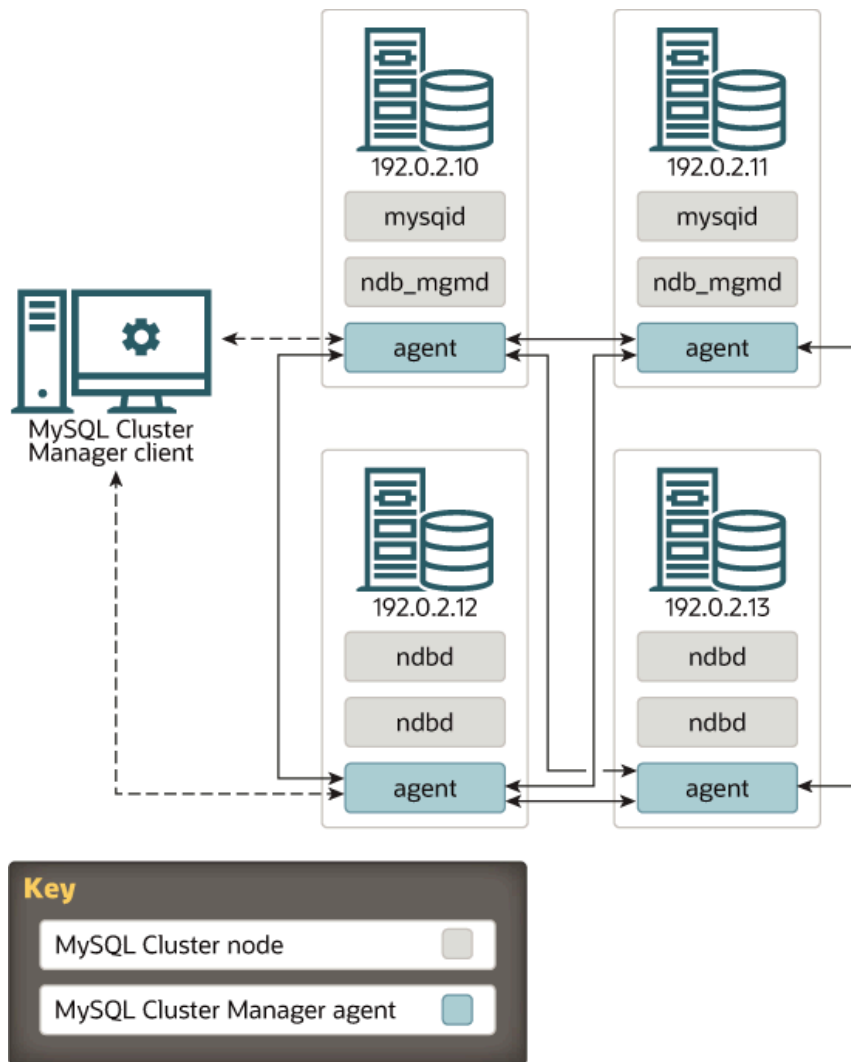 192.0.2.10
mysqid
ndb_mgmd
agent
192.0.2.11
mysqid
ndb_mgmd
agent
MySQL Cluster
Manager client
192.0.2.12
ndbd
ndbd
agent
192.0.2.13
ndbd
ndbd
agent
Key
MySQL Cluster node
MySQL Cluster Manager agent